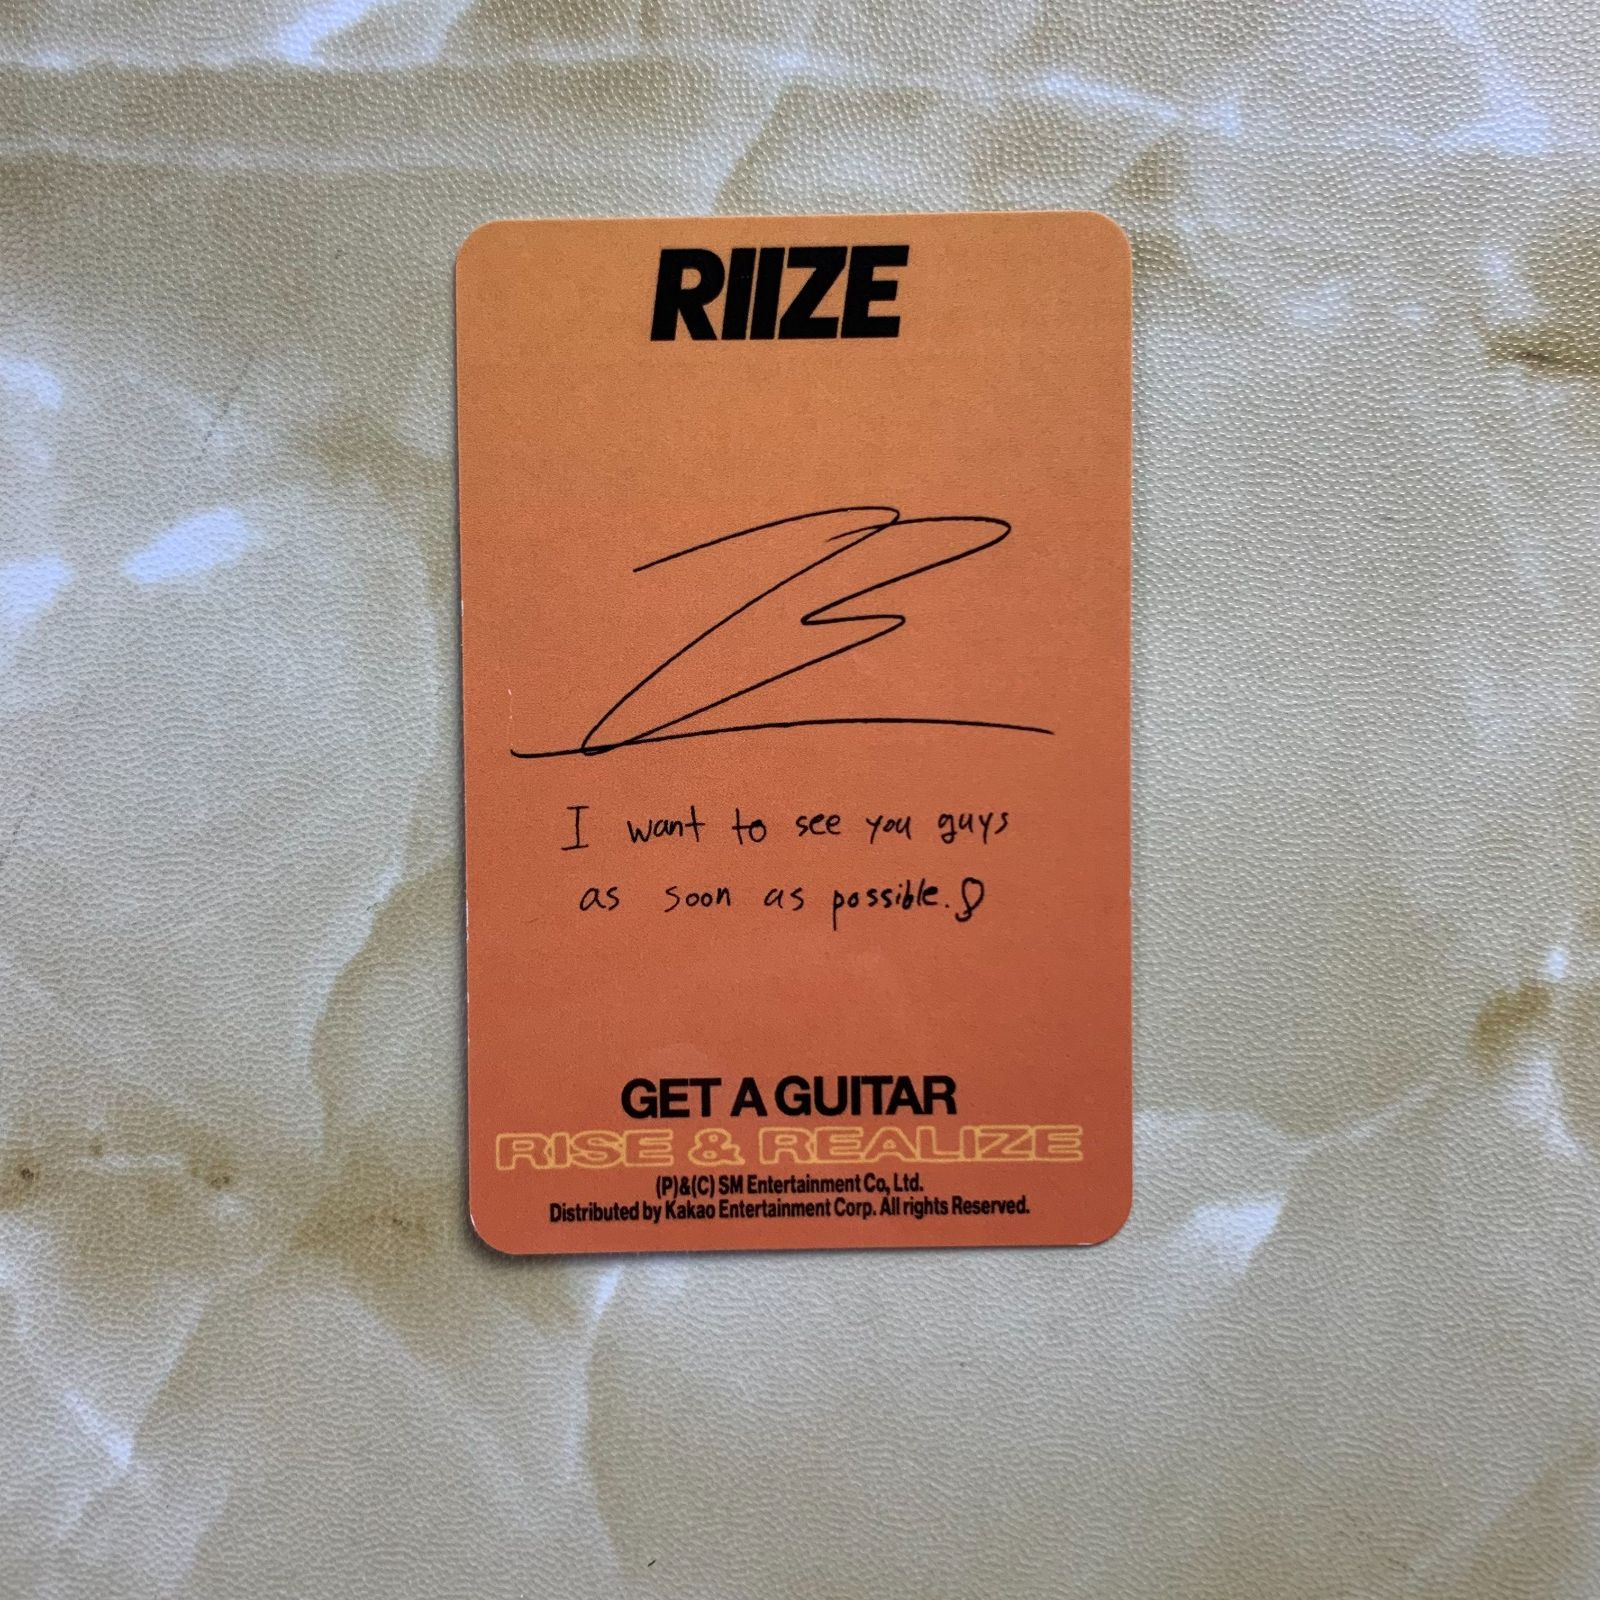 RIIZE
I want to see you guys
as soon as possible.
GET A GUITAR
RISE & REALIZE
(P)&(C) SM Entertainment Co., Ltd.
Distributed by Kakao Entertainment Corp. All rights Reserved.